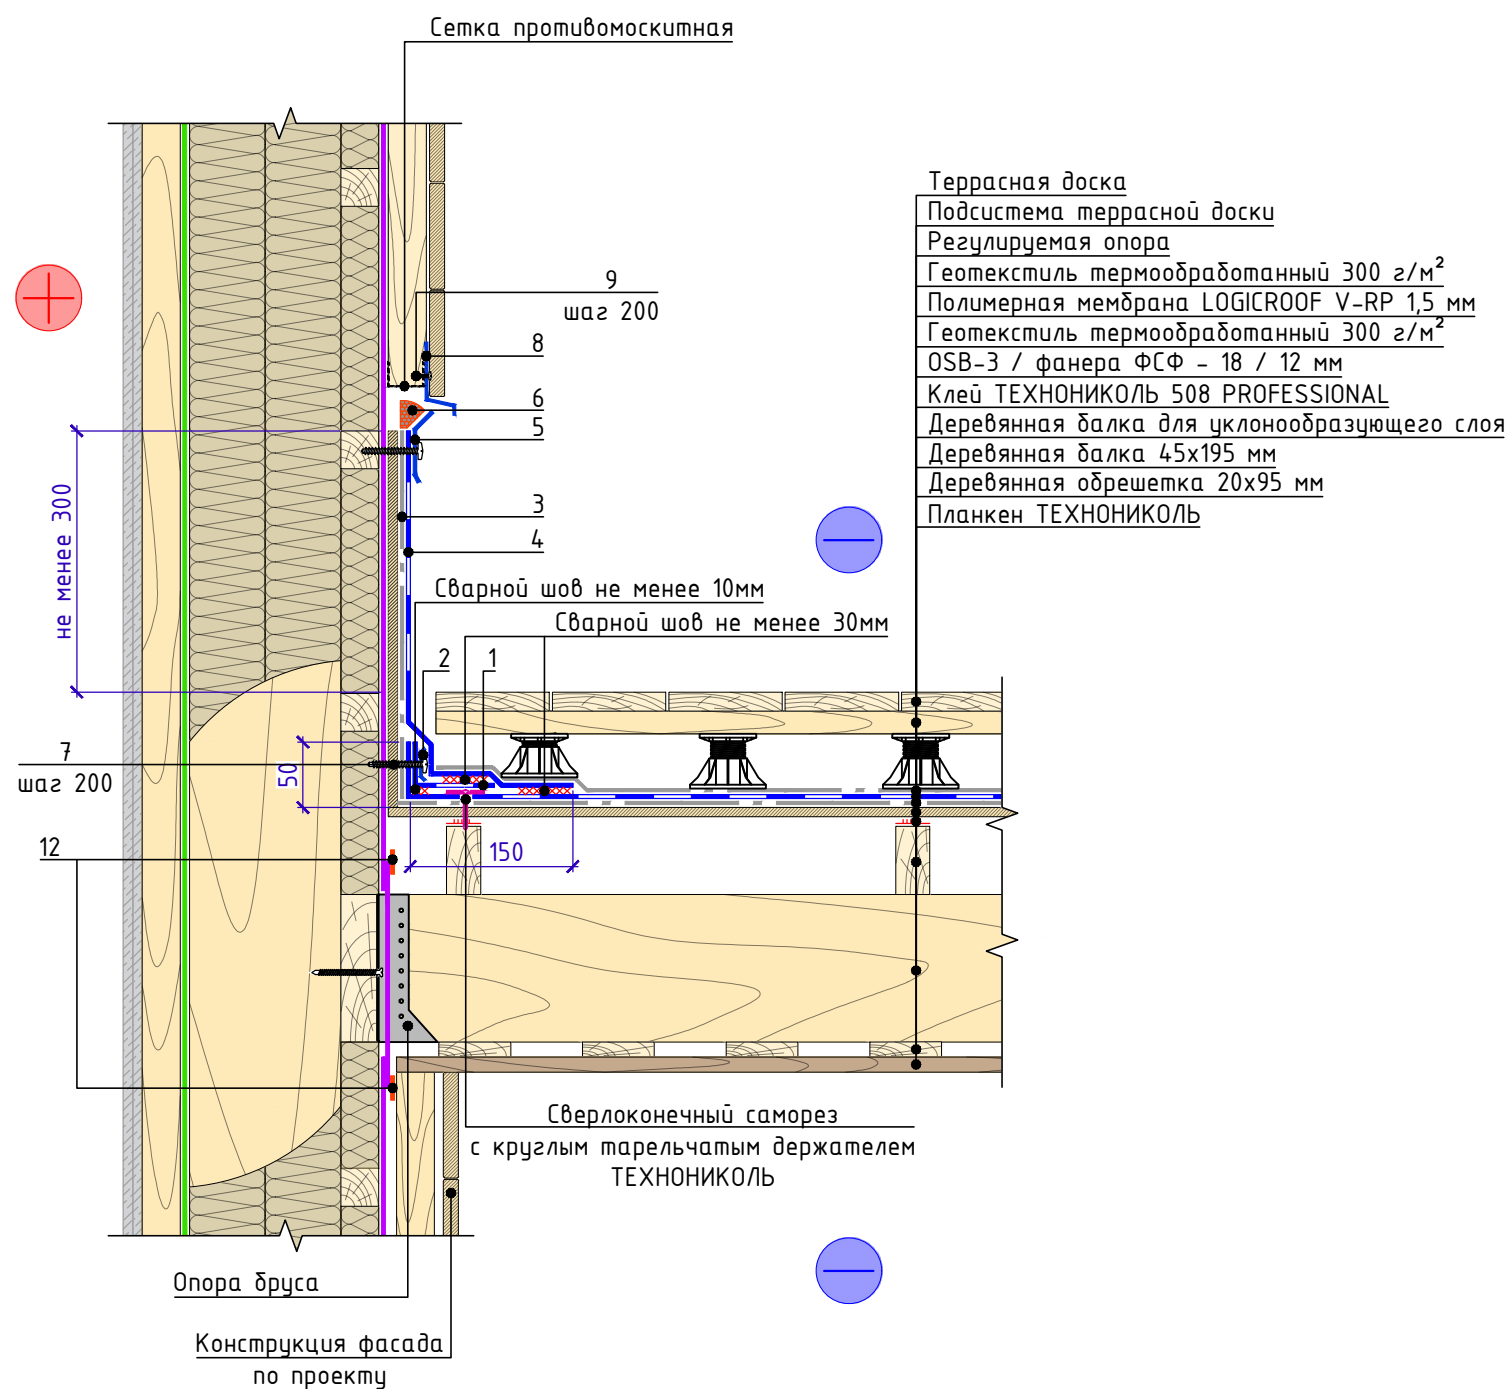 Сетка противомоскитная
Террасная доска
Подсистема террасной доски
Регулируемая опора
Геотекстиль термообработанный 300 г/м²
Полимерная мембрана LOGICROOF V-RP 1,5 мм
Геотекстиль термообработанный 300 г/м²
OSB-3 / фанера ФСФ - 18 / 12 мм
Клей ТЕХНОНИКОЛЬ 508 PROFESSIONAL
Деревянная балка для уклонообразующего слоя
Деревянная балка 45х195 мм
Деревянная обрешетка 20х95 мм
Планкен ТЕХНОНИКОЛЬ
9
шаг 200
8
6
5
3
4
не менее 300
Сварной шов не менее 10мм
Сварной шов не менее 30мм
2
1
7
шаг 200
50
12
150
Сверлоконечный саморез
с круглым тарельчатым держателем
ТЕХНОНИКОЛЬ
Опора бруса
Конструкция фасада
по проекту